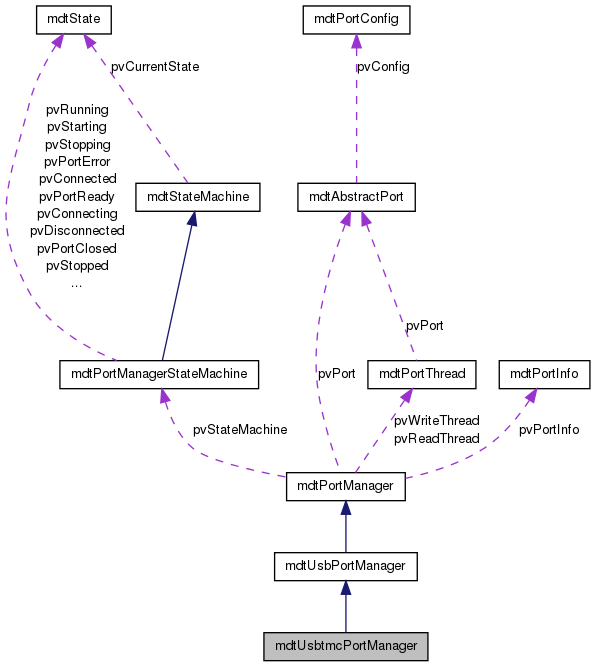 mdtState
mdtPortConfig
pvCurrentState
pvConfig
pvRunning
pvStarting
pvStopping
pvPortError
pvConnected
pvPortReady
pvConnecting
pvDisconnected
pvPortClosed
pvStopped
...
mdtStateMachine
mdtAbstractPort
pvPort
mdtPortManagerStateMachine
pvPort
mdtPortThread
mdtPortInfo
pvStateMachine
pvWriteThread
pvReadThread
pvPortInfo
mdtPortManager
mdtUsbPortManager
mdtUsbtmcPortManager